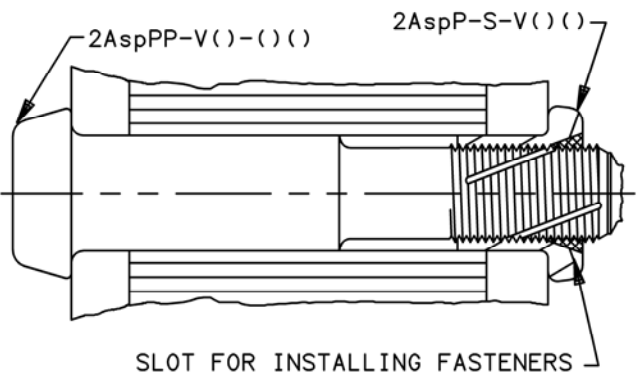 2AspPP-V()-()()
2AspP-S-V()()
SLOT FOR INSTALLING FASTENERS